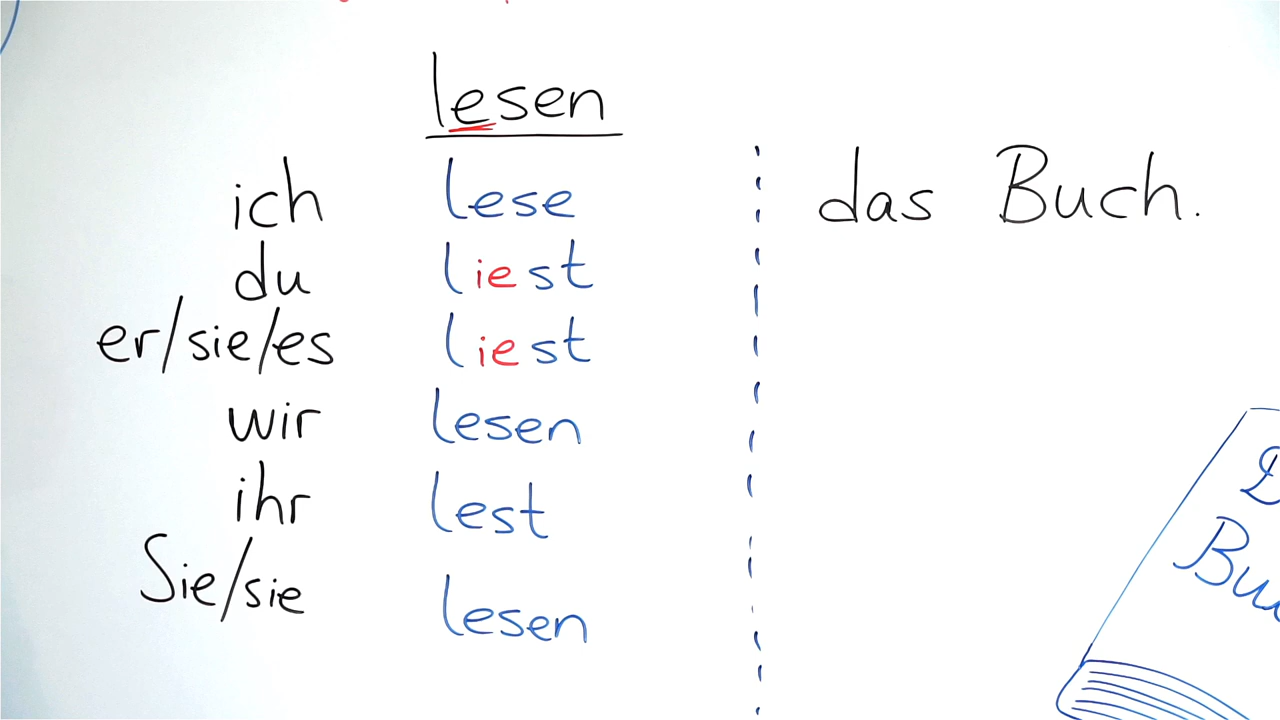 lesen
ich lese das Buch.
du liest
er/sie/es liest
wir lesen
ihr lest
Sie/sie lesen